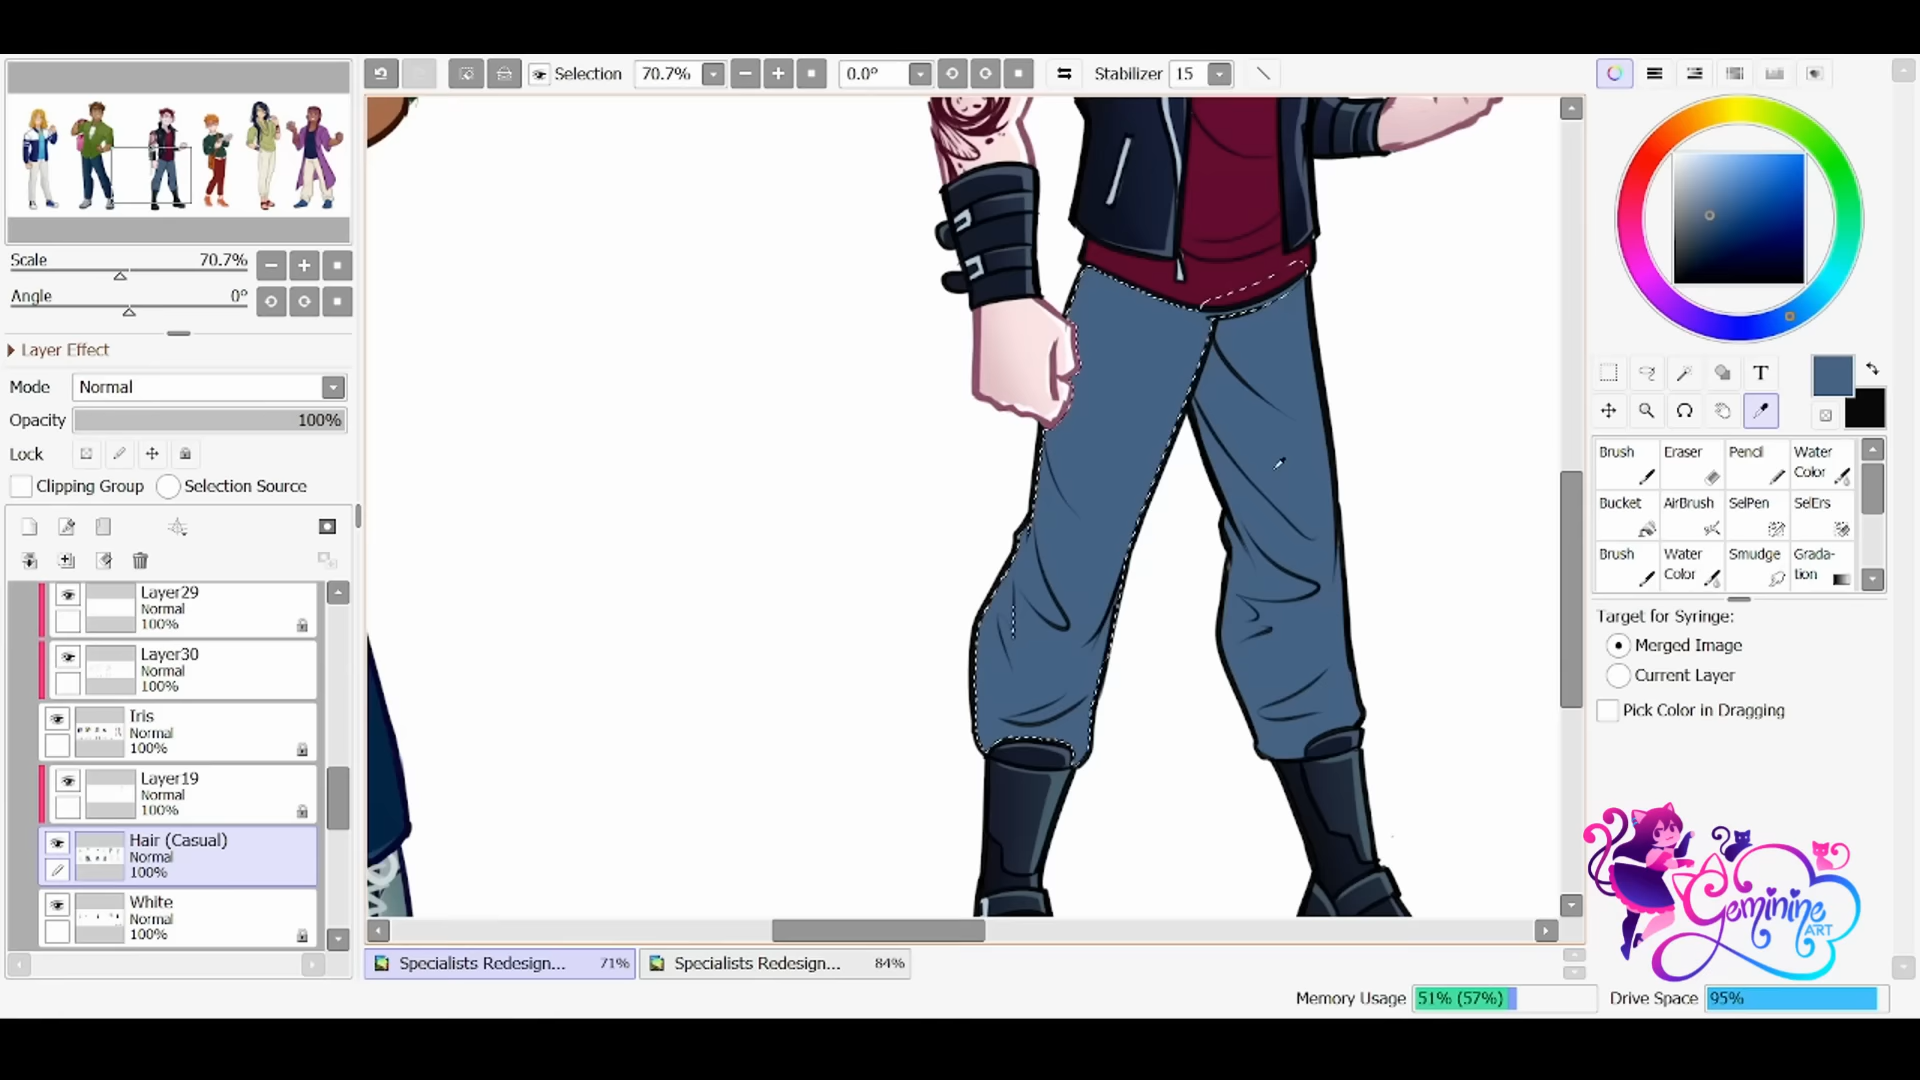 Selection 70.7% 0.0° Stabilizer 15
Scale 70.7%
Angle 0°
Layer Effect
Mode Normal
Opacity 100%
Lock
Clipping Group Selection Source
Layer29
Normal
100%
Layer30
Normal
100%
Iris
Normal
100%
Layer19
Normal
100%
Hair (Casual)
Normal
100%
White
Normal
100%
T
Brush Eraser Pencil Water
Color
Bucket AirBrush SelPen SelErs
Brush Water Smudge Grada-
Color tion
Target for Syringe:
Merged Image
Current Layer
Pick Color in Dragging
Geminine
ART
Specialists Redesign... 71% Specialists Redesign... 84%
Memory Usage 51% (57%) Drive Space 95%